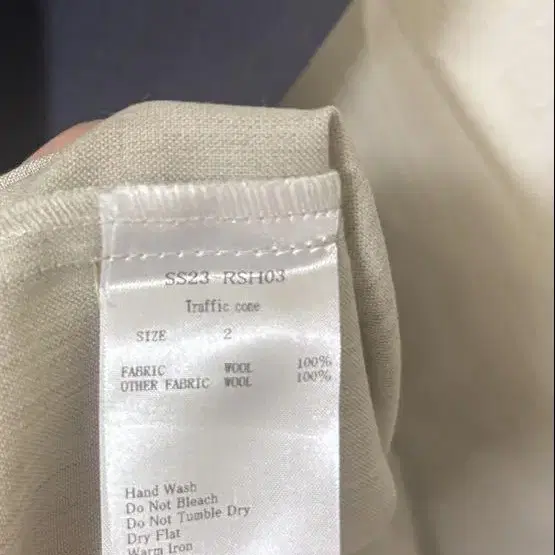 SS23-RSH03
Traffic cone
SIZE 2
FABRIC WOOL 100%
OTHER FABRIC WOOL 100%
Hand Wash
Do Not Bleach
Do Not Tumble Dry
Dry Flat
Warm Iron